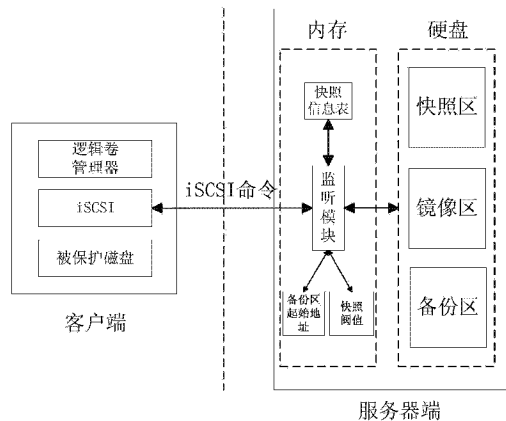 内存
硬盘
快照
信息表
快照区
逻辑卷
管理器
iSCSI
被保护磁盘
客户端
iSCSI命令
监
听
模
块
镜像区
备份区
起始地
址
快照
阈值
备份区
服务器端